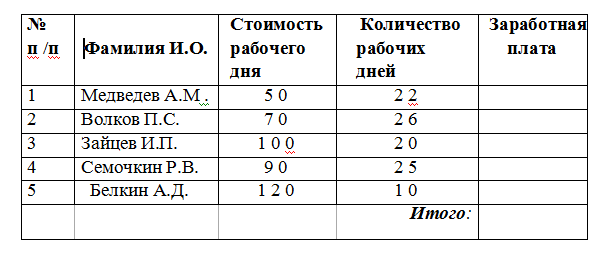 № п /п Фамилия И.О. Стоимость рабочего дня Количество рабочих дней Заработная плата
1 Медведев А.М . 5 0 2 2
2 Волков П.С. 7 0 2 6
3 Зайцев И.П. 1 0 0 2 0
4 Семочкин Р.В. 9 0 2 5
5 Белкин А.Д. 1 2 0 1 0
Итого: